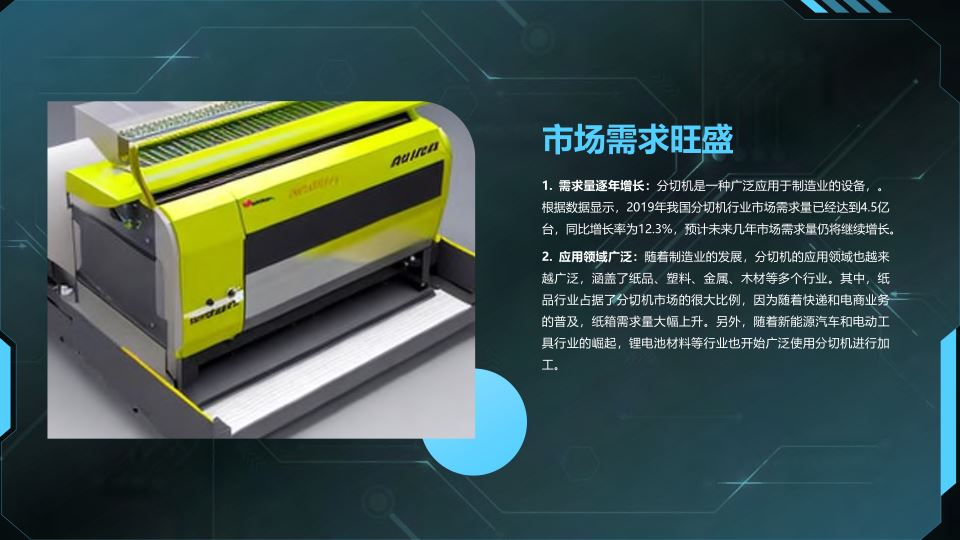 市场需求旺盛
1. 需求量逐年增长：分切机是一种广泛应用于制造业的设备，。
根据数据显示，2019年我国分切机行业市场需求量已经达到4.5亿
台，同比增长率为12.3%，预计未来几年市场需求量仍将继续增长。
2. 应用领域广泛：随着制造业的发展，分切机的应用领域也越来
越广泛，涵盖了纸品、塑料、金属、木材等多个行业。其中，纸
品行业占据了分切机市场的很大比例，因为随着快递和电商业务
的普及，纸箱需求量大幅上升。另外，随着新能源汽车和电动工
具行业的崛起，锂电池材料等行业也开始广泛使用分切机进行加
工。